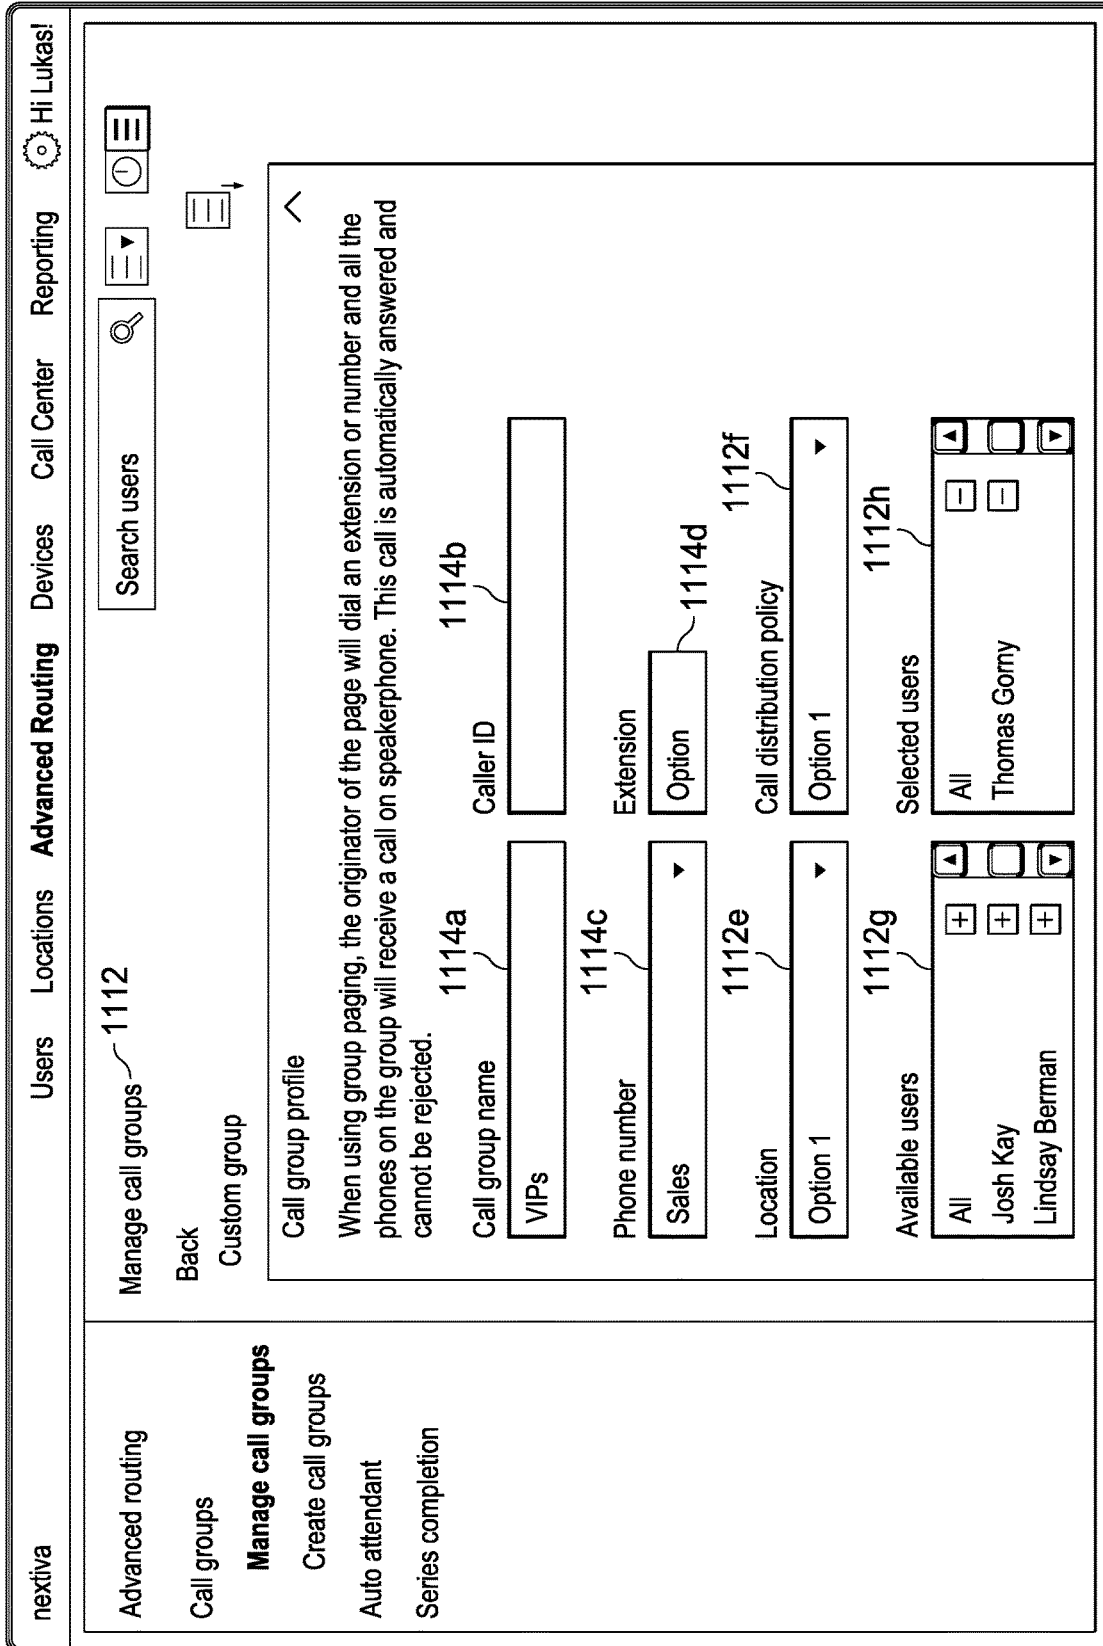 nextiva
Users
Locations
Advanced Routing
Devices
Call Center
Reporting
Hi Lukas!
Advanced routing
Call groups
Manage call groups
Create call groups
Auto attendant
Series completion
Manage call groups
1112
Search users
Back
Custom group
Call group profile
When using group paging, the originator of the page will dial an extension or number and all the
phones on the group will receive a call on speakerphone. This call is automatically answered and
cannot be rejected.
Call group name
1114a
Caller ID
1114b
VIPs
Phone number
1114c
Extension
1114d
Sales
Option
Location
1112e
Call distribution policy
1112f
Option 1
Option 1
Available users
1112g
Selected users
1112h
All
Josh Kay
Lindsay Berman
All
Thomas Gorny